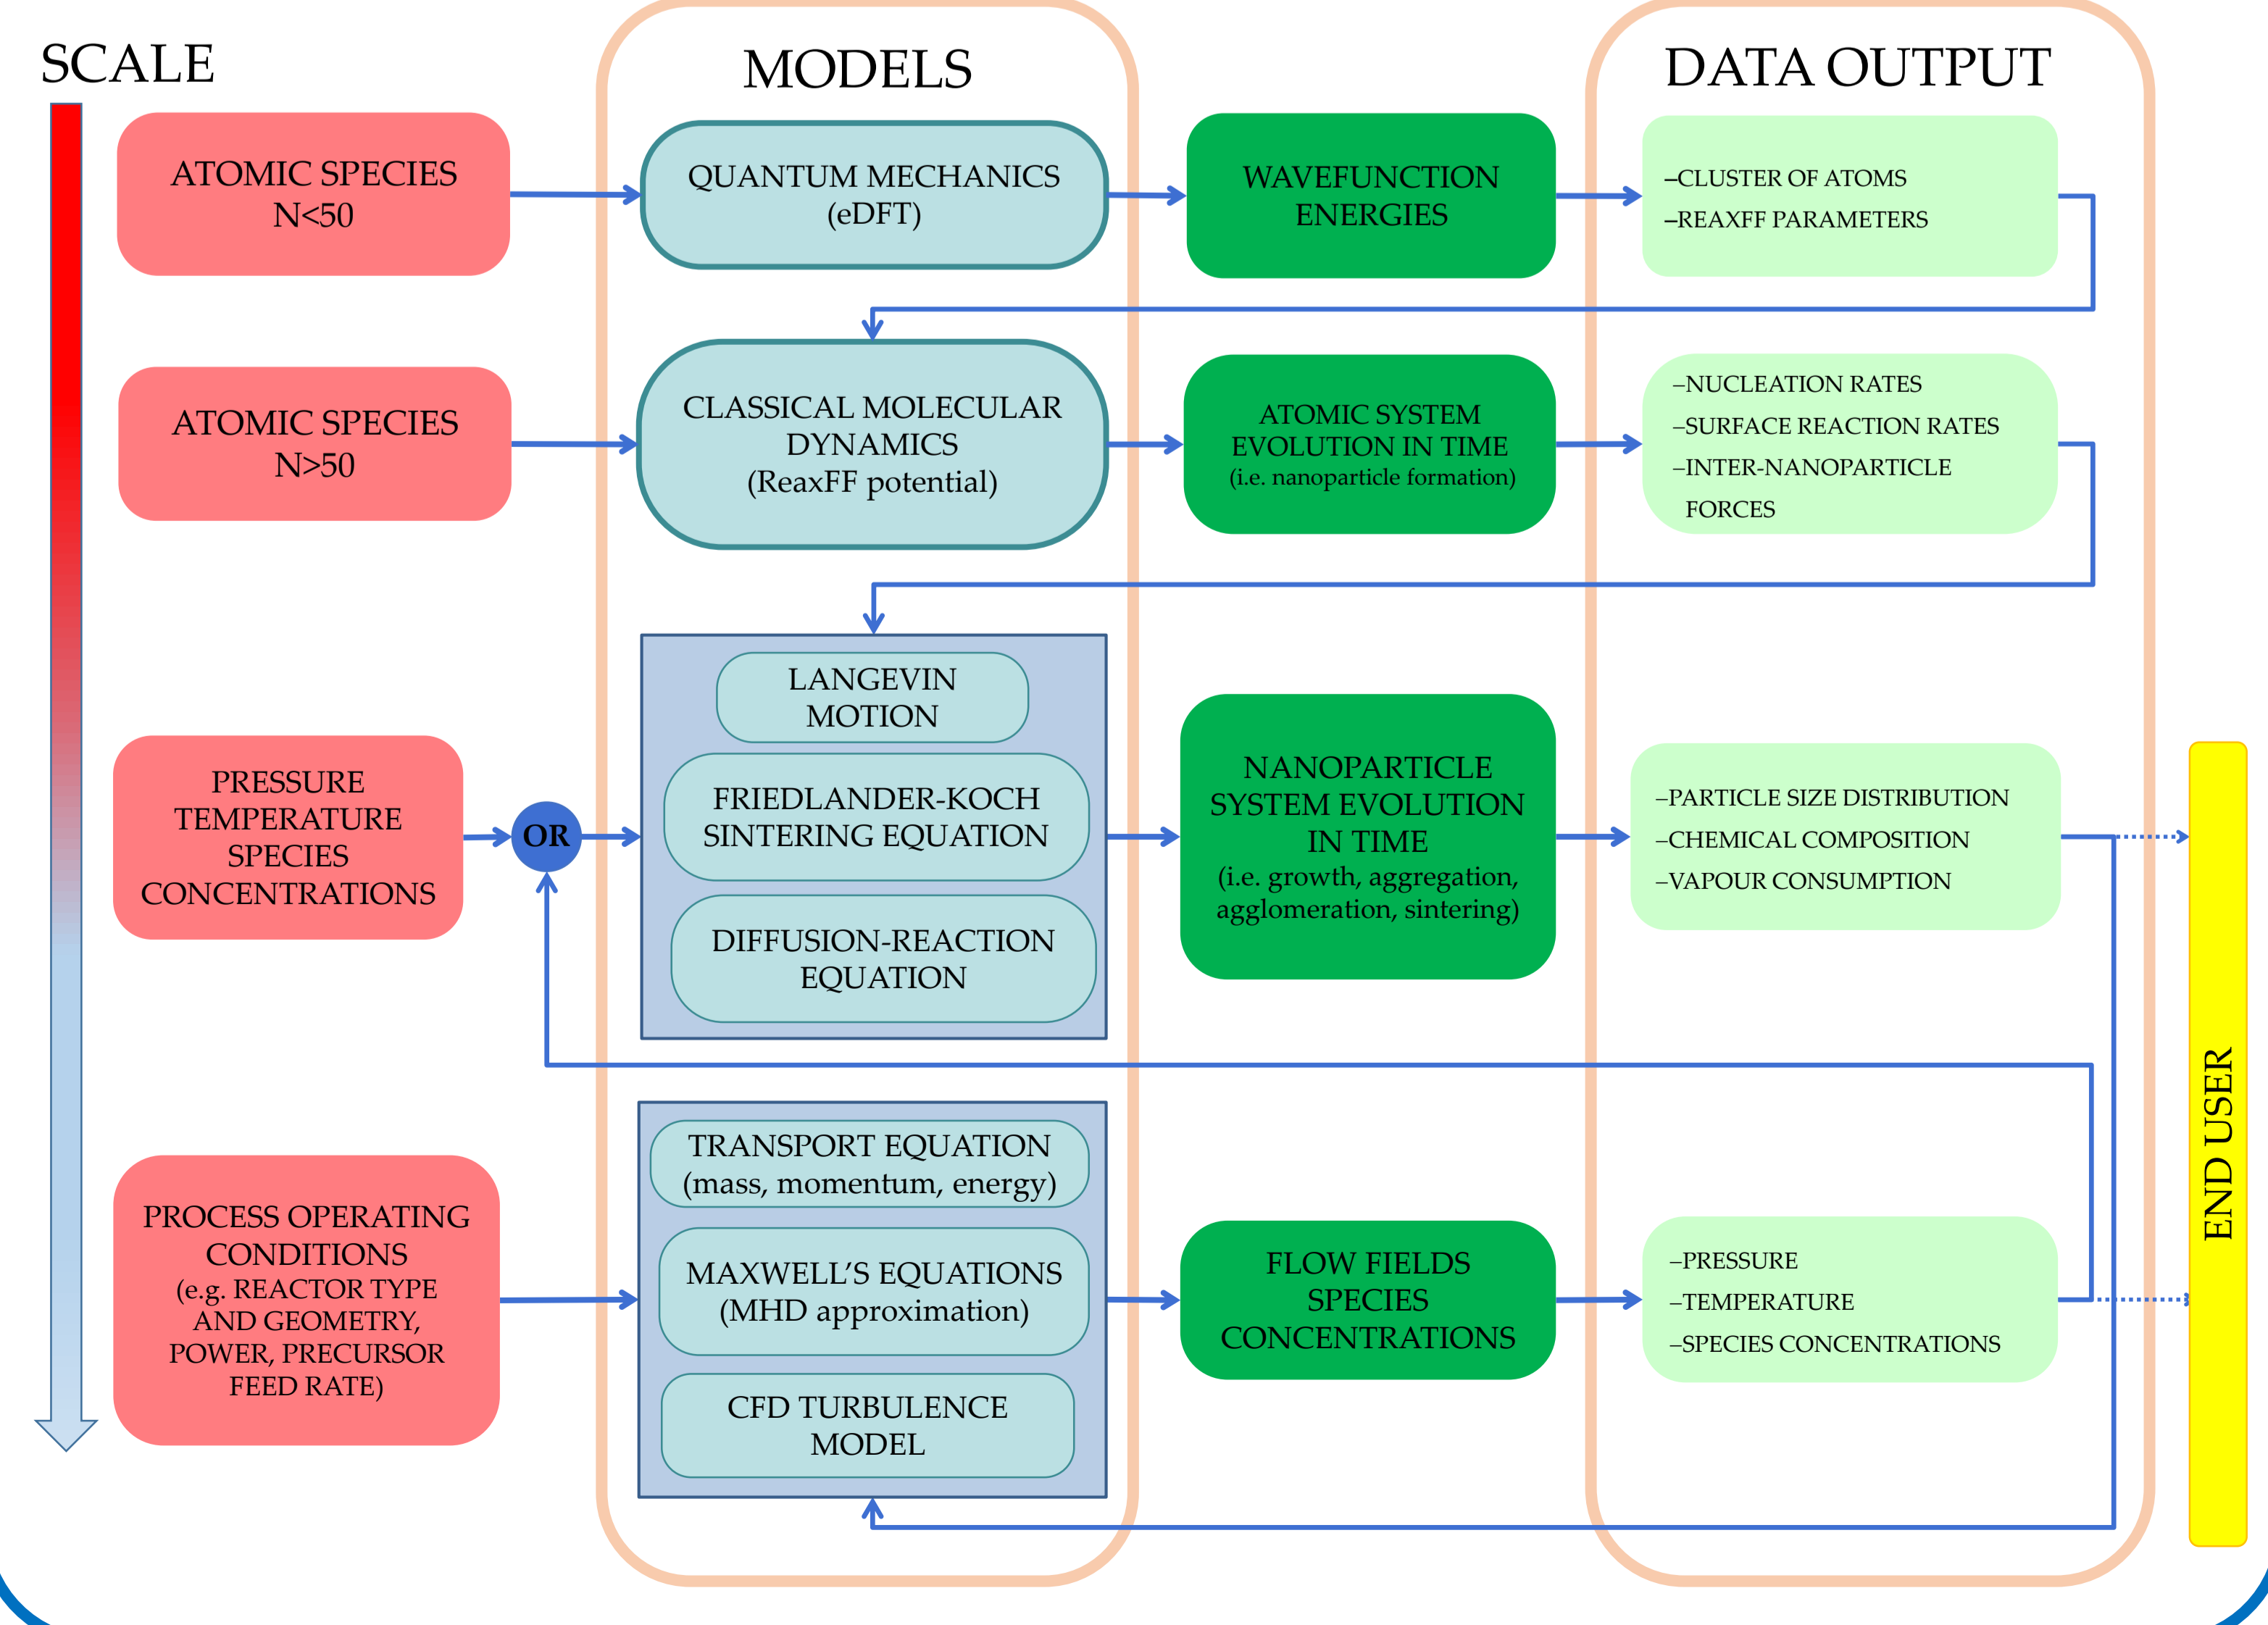 SCALE
MODELS
DATA OUTPUT
ATOMIC SPECIES
N<50
QUANTUM MECHANICS
(eDFT)
WAVEFUNCTION
ENERGIES
–CLUSTER OF ATOMS
–REAXFF PARAMETERS
ATOMIC SPECIES
N>50
CLASSICAL MOLECULAR
DYNAMICS
(ReaxFF potential)
ATOMIC SYSTEM
EVOLUTION IN TIME
(i.e. nanoparticle formation)
–NUCLEATION RATES
–SURFACE REACTION RATES
–INTER-NANOPARTICLE
FORCES
PRESSURE
TEMPERATURE
SPECIES
CONCENTRATIONS
OR
LANGEVIN
MOTION
FRIEDLANDER-KOCH
SINTERING EQUATION
DIFFUSION-REACTION
EQUATION
NANOPARTICLE
SYSTEM EVOLUTION
IN TIME
(i.e. growth, aggregation,
agglomeration, sintering)
–PARTICLE SIZE DISTRIBUTION
–CHEMICAL COMPOSITION
–VAPOUR CONSUMPTION
END USER
PROCESS OPERATING
CONDITIONS
(e.g. REACTOR TYPE
AND GEOMETRY,
POWER, PRECURSOR
FEED RATE)
TRANSPORT EQUATION
(mass, momentum, energy)
MAXWELL'S EQUATIONS
(MHD approximation)
CFD TURBULENCE
MODEL
FLOW FIELDS
SPECIES
CONCENTRATIONS
–PRESSURE
–TEMPERATURE
–SPECIES CONCENTRATIONS